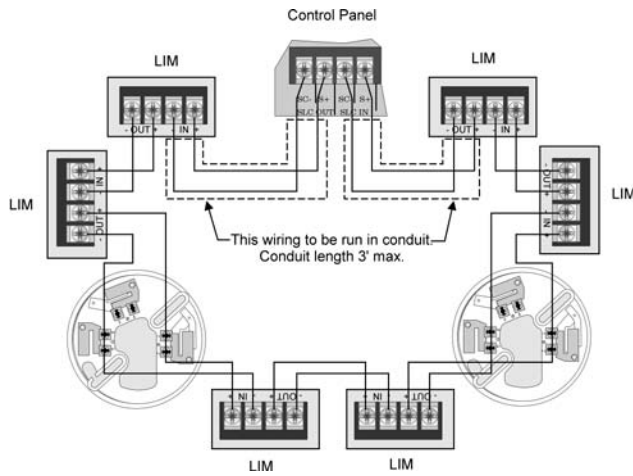 Control Panel
LIM
LIM
SC- S+ SC- S+
SLC OUT SLC IN
- OUT + - IN +
- OUT + - IN +
+ IN - + OUT -
- OUT + - IN +
LIM
LIM
This wiring to be run in conduit.
Conduit length 3' max.
+ IN - + OUT -
IN - + OUT -
LIM
LIM